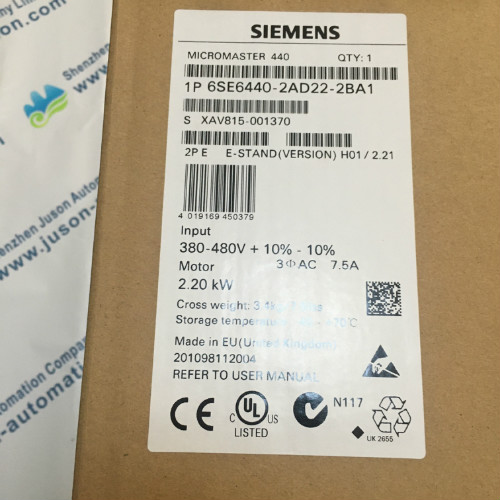 SIEMENS
MICROMASTER 440 QTY: 1
1P 6SE6440-2AD22-2BA1
S XAV815-001370
2P E E-STAND(VERSION) H01 / 2.21
4 019169 450379
Input
380-480V + 10% - 10%
Motor 3ΦAC 7.5A
2.20 kW
Cross weight:
Storage temperature
Made in EU(United Kingdom)
201098112004
REFER TO USER MANUAL
CE
C UL US
LISTED
N117
UK 2655
Shenzhen Juson Automa
www.juson-
omation Compa
-automatio